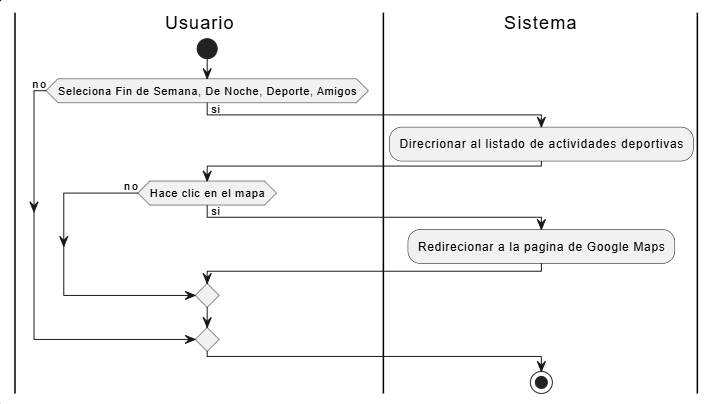 Usuario
Sistema
no
Seleciona Fin de Semana, De Noche, Deporte, Amigos
si
Direcrionar al listado de actividades deportivas
no
Hace clic en el mapa
si
Redirecionar a la pagina de Google Maps